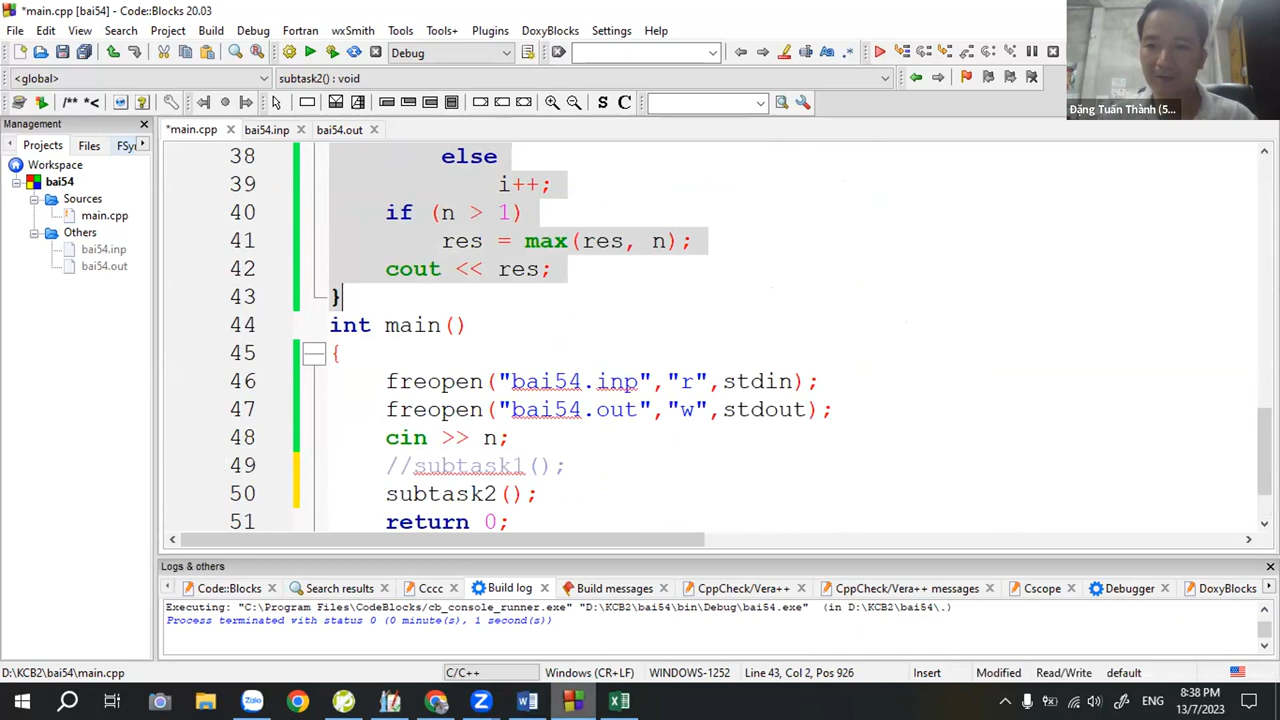 *main.cpp [bai54] - Code::Blocks 20.03
File Edit View Search Project Build Debug Fortran wxSmith Tools Tools+ Plugins DoxyBlocks Settings Help
Debug
<global> subtask2() : void
/** *< S C
Management
Projects Files FSy
Workspace
bai54
Sources
main.cpp
Others
bai54.inp
bai54.out
*main.cpp bai54.inp bai54.out
38 else
39 i++;
40 if (n > 1)
41 res = max(res, n);
42 cout << res;
43 }
44 int main()
45 {
46 freopen("bai54.inp","r",stdin);
47 freopen("bai54.out","w",stdout);
48 cin >> n;
49 //subtask1();
50 subtask2();
51 return 0;
Đặng Tuấn Thành (5...
Logs & others
Code::Blocks Search results Cccc Build log Build messages CppCheck/Vera++ CppCheck/Vera++ messages Cscope Debugger DoxyBlocks
Executing: "C:\Program Files\CodeBlocks/cb_console_runner.exe" "D:\KCB2\bai54\bin\Debug\bai54.exe" (in D:\KCB2\bai54\.)
Process terminated with status 0 (0 minute(s), 1 second(s))
D:\KCB2\bai54\main.cpp C/C++ Windows (CR+LF) WINDOWS-1252 Line 43, Col 2, Pos 926 Insert Modified Read/Write default
Zalo ENG 8:38 PM
13/7/2023